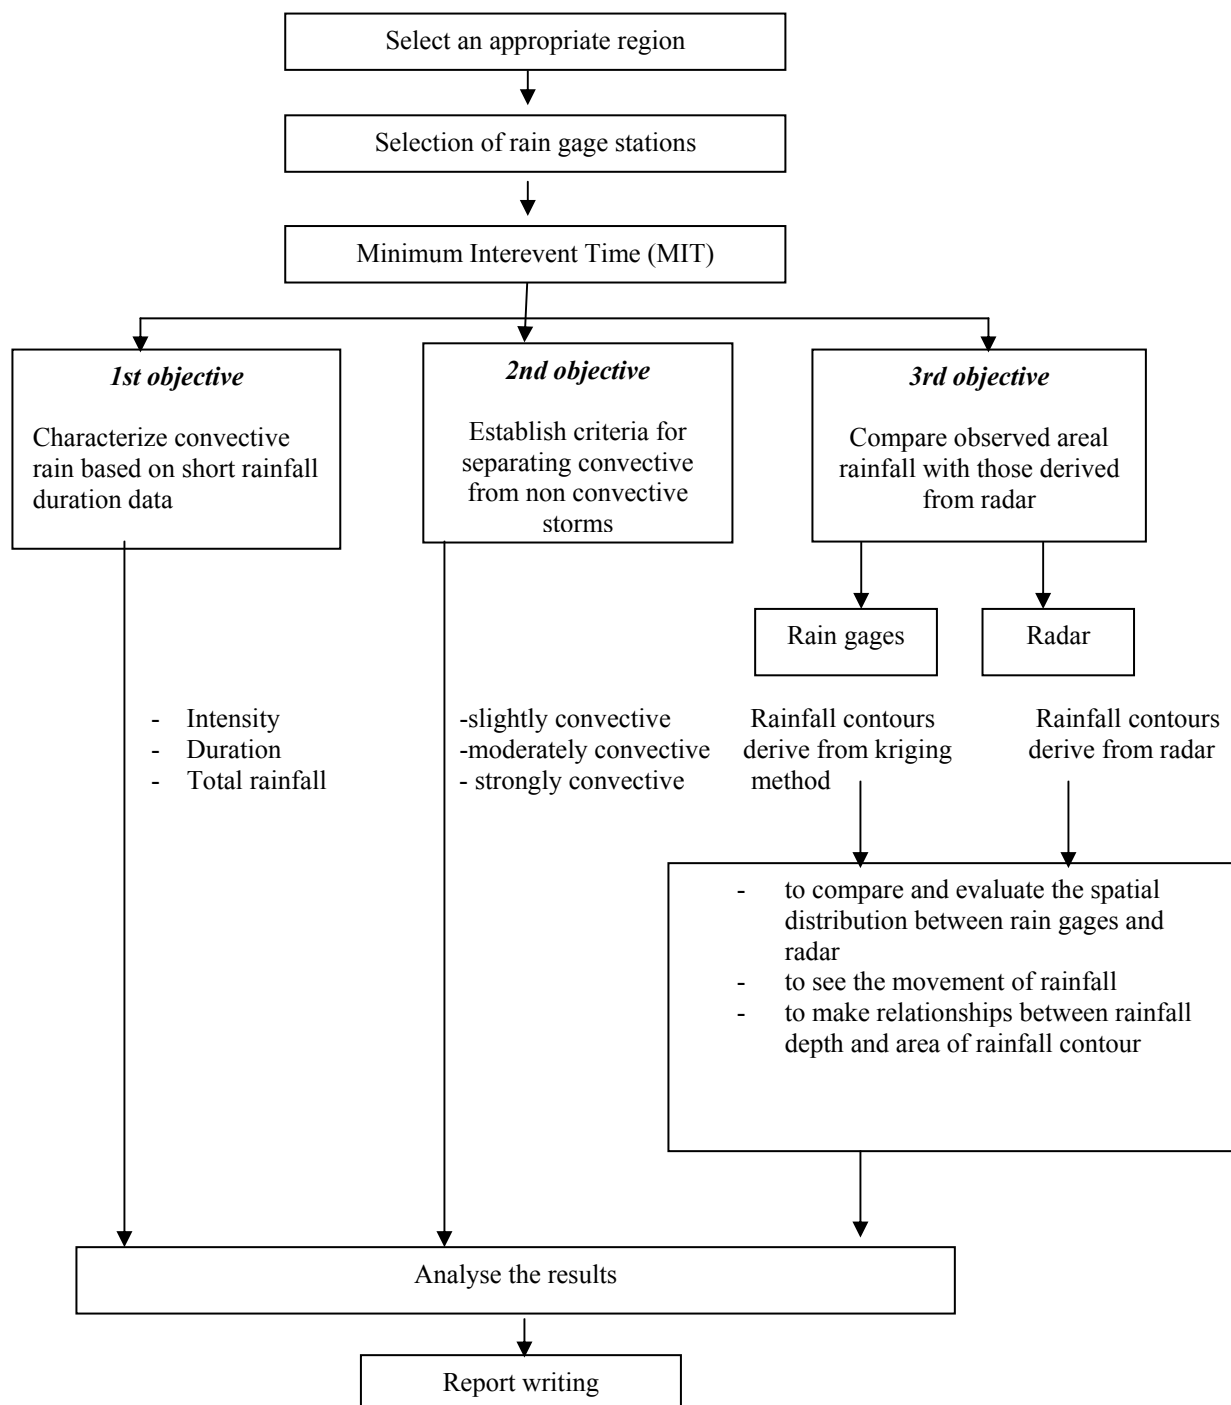 Select an appropriate region
Selection of rain gage stations
Minimum Interevent Time (MIT)
1st objective
Characterize convective
rain based on short rainfall
duration data
2nd objective
Establish criteria for
separating convective
from non convective
storms
3rd objective
Compare observed areal
rainfall with those derived
from radar
Rain gages
Radar
- Intensity
- Duration
- Total rainfall
-slightly convective
-moderately convective
- strongly convective
Rainfall contours
derive from kriging
method
Rainfall contours
derive from radar
- to compare and evaluate the spatial
distribution between rain gages and
radar
- to see the movement of rainfall
- to make relationships between rainfall
depth and area of rainfall contour
Analyse the results
Report writing